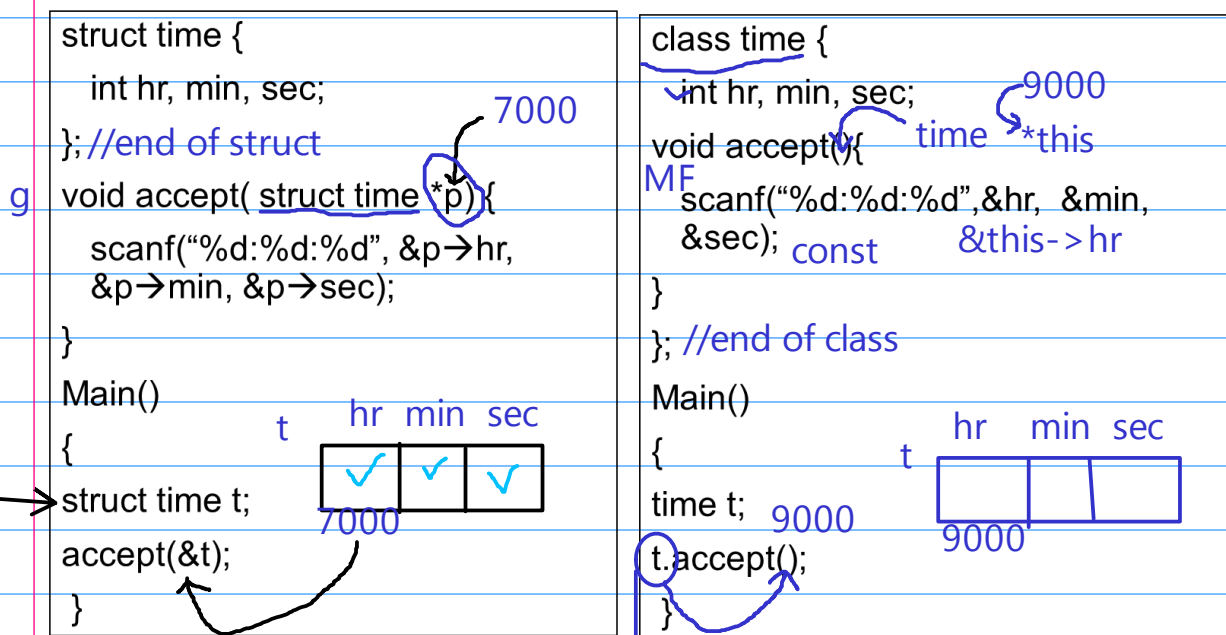 struct time {
int hr, min, sec;
7000
}; //end of struct
g void accept( struct time *p) {
scanf(“%d:%d:%d”, &p→hr,
&p→min, &p→sec);
}
Main()
t hr min sec
{
struct time t;
7000
accept(&t);
}
class time {
int hr, min, sec; 9000
void accept(){ time *this
MF
scanf(“%d:%d:%d”,&hr, &min,
&sec); const &this->hr
}
}; //end of class
Main()
t hr min sec
{
time t; 9000
9000
t.accept();
}